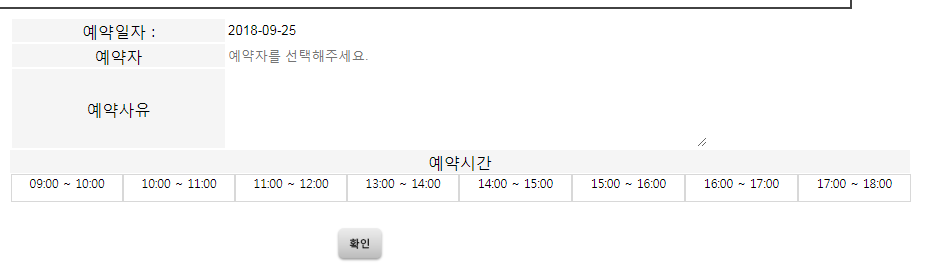 예약일자 : 2018-09-25
예약자 예약자를 선택해주세요.
예약사유
예약시간
09:00 ~ 10:00 10:00 ~ 11:00 11:00 ~ 12:00 13:00 ~ 14:00 14:00 ~ 15:00 15:00 ~ 16:00 16:00 ~ 17:00 17:00 ~ 18:00
확인